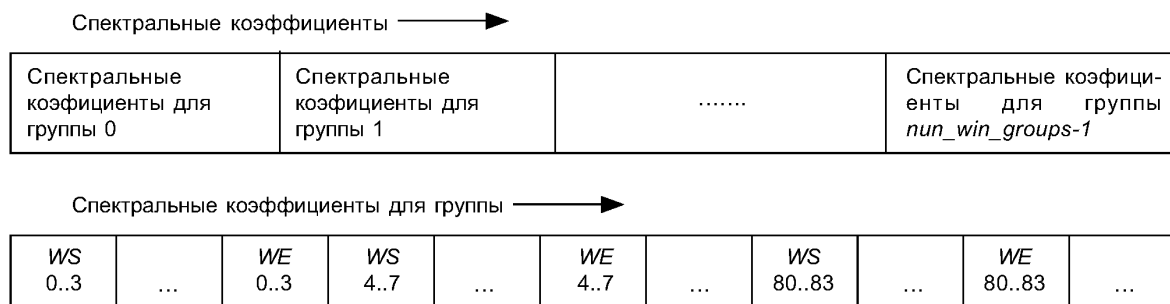 Спектральные коэффициенты
Спектральные
коэфициенты для
группы 0
Спектральные
коэфициенты для
группы 1
.......
Спектральные коэфици-
енты для группы
nun_win_groups-1
Спектральные коэффициенты для группы
WS
0..3
...
WE
0..3
WS
4..7
...
WE
4..7
...
WS
80..83
...
WE
80..83
...